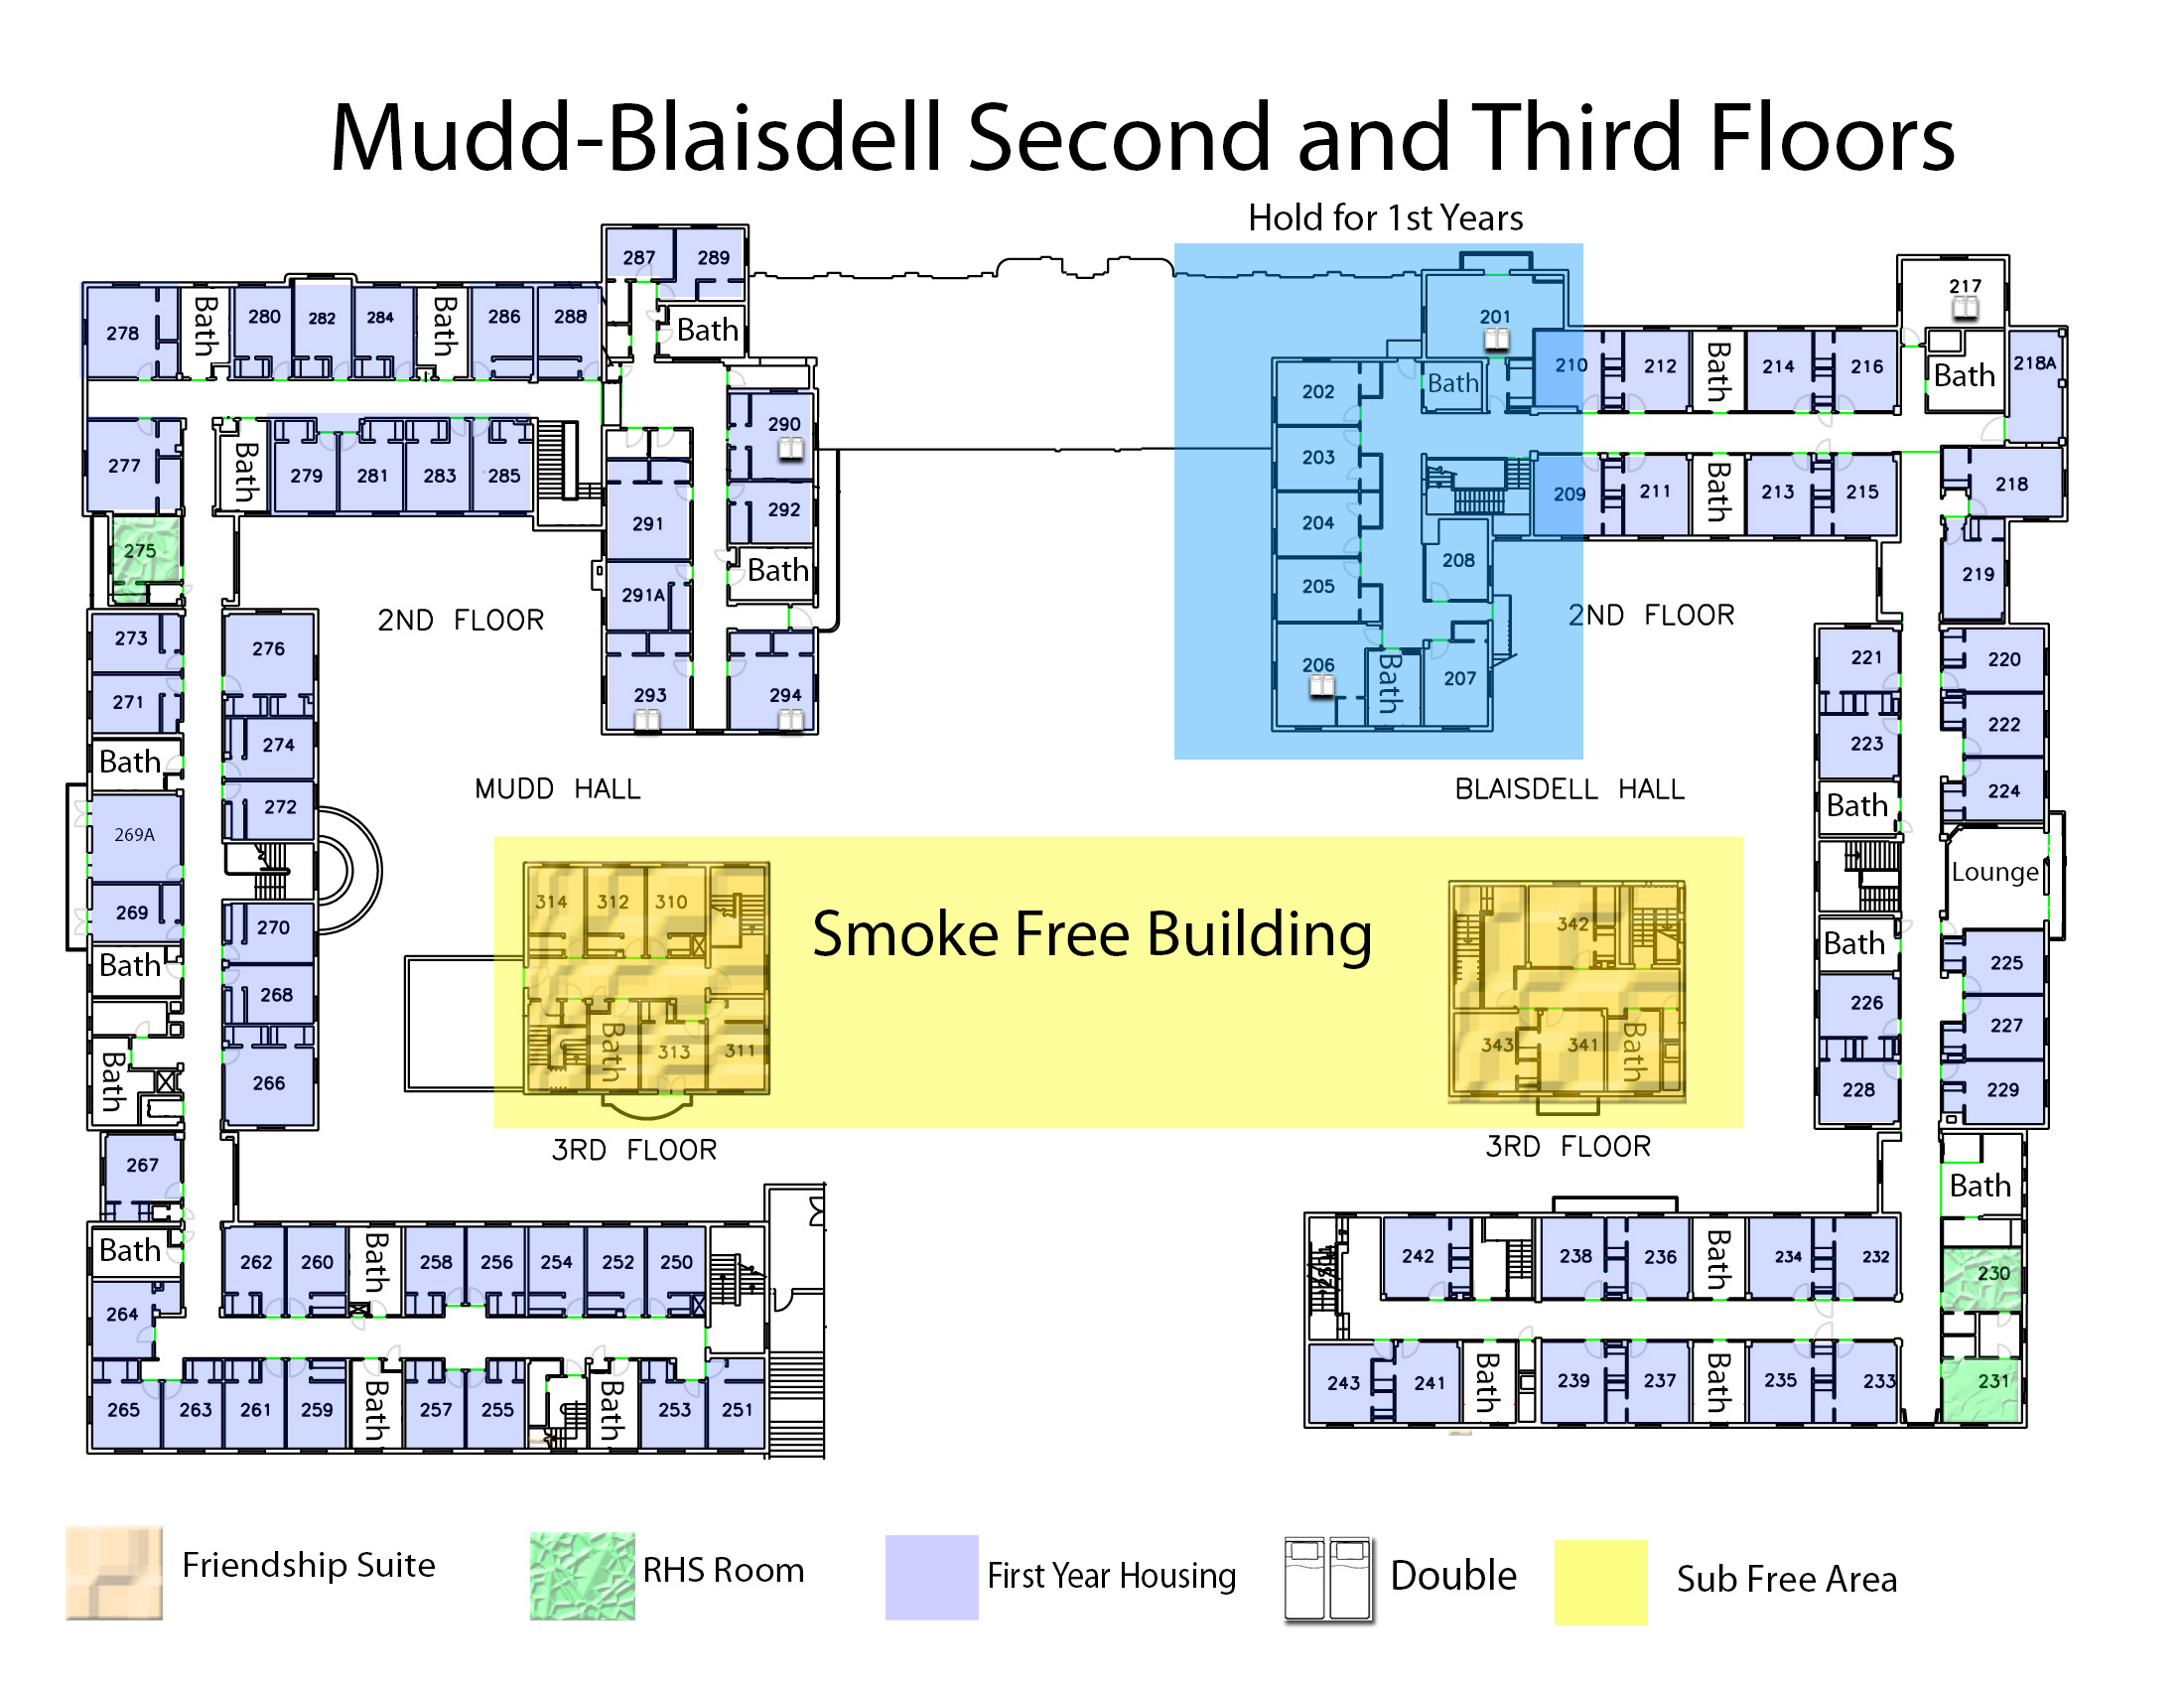 Mudd-Blaisdell Second and Third Floors
Hold for 1st Years
287 289
217
278 Bath 280 282 284 Bath 286 288
Bath
201
202 Bath 210 212 Bath 214 216 Bath 218A
277 Bath 279 281 283 285
290
291 292
203
204
209 211 Bath 213 215
218
275
291A Bath
205 208
219
2ND FLOOR
2ND FLOOR
273 276
271
293 294
206 Bath 207
221 220
274
223 222
Bath
272
MUDD HALL
BLAISDELL HALL
Bath 224
269A
Lounge
269 270
314 312 310
Smoke Free Building
342
Bath
268
Bath 225
226 227
Bath 266
Bath 313 311
343 341 Bath
228 229
3RD FLOOR
3RD FLOOR
267
Bath
Bath 262 260 Bath 258 256 254 252 250
242 238 236 Bath 234 232
230
264
265 263 261 259 Bath 257 255 Bath 253 251
243 241 Bath 239 237 Bath 235 233
231
Friendship Suite
RHS Room
First Year Housing
Double
Sub Free Area